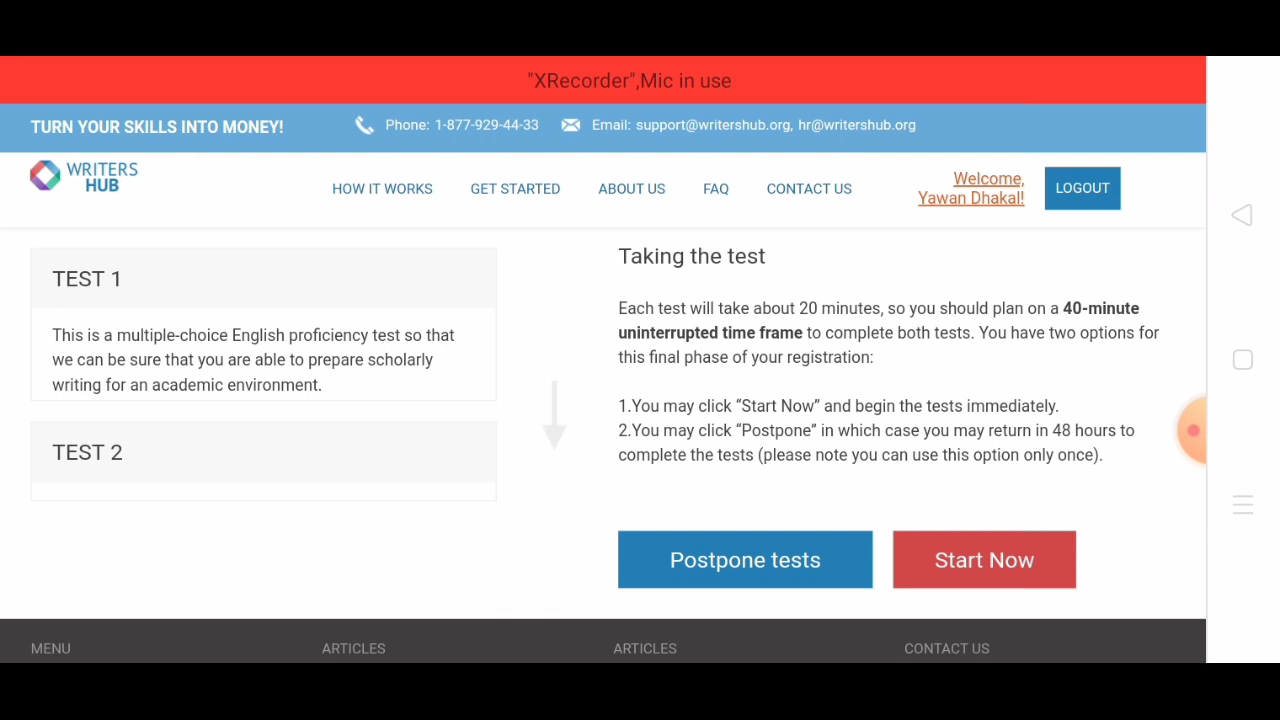 "XRecorder",Mic in use
TURN YOUR SKILLS INTO MONEY!
Phone: 1-877-929-44-33
Email: support@writershub.org, hr@writershub.org
WRITERS
HUB
HOW IT WORKS
GET STARTED
ABOUT US
FAQ
CONTACT US
Welcome,
Yawan Dhakal!
LOGOUT
TEST 1
This is a multiple-choice English proficiency test so that
we can be sure that you are able to prepare scholarly
writing for an academic environment.
TEST 2
Taking the test
Each test will take about 20 minutes, so you should plan on a 40-minute
uninterrupted time frame to complete both tests. You have two options for
this final phase of your registration:
1.You may click “Start Now” and begin the tests immediately.
2.You may click “Postpone” in which case you may return in 48 hours to
complete the tests (please note you can use this option only once).
Postpone tests
Start Now
MENU
ARTICLES
ARTICLES
CONTACT US